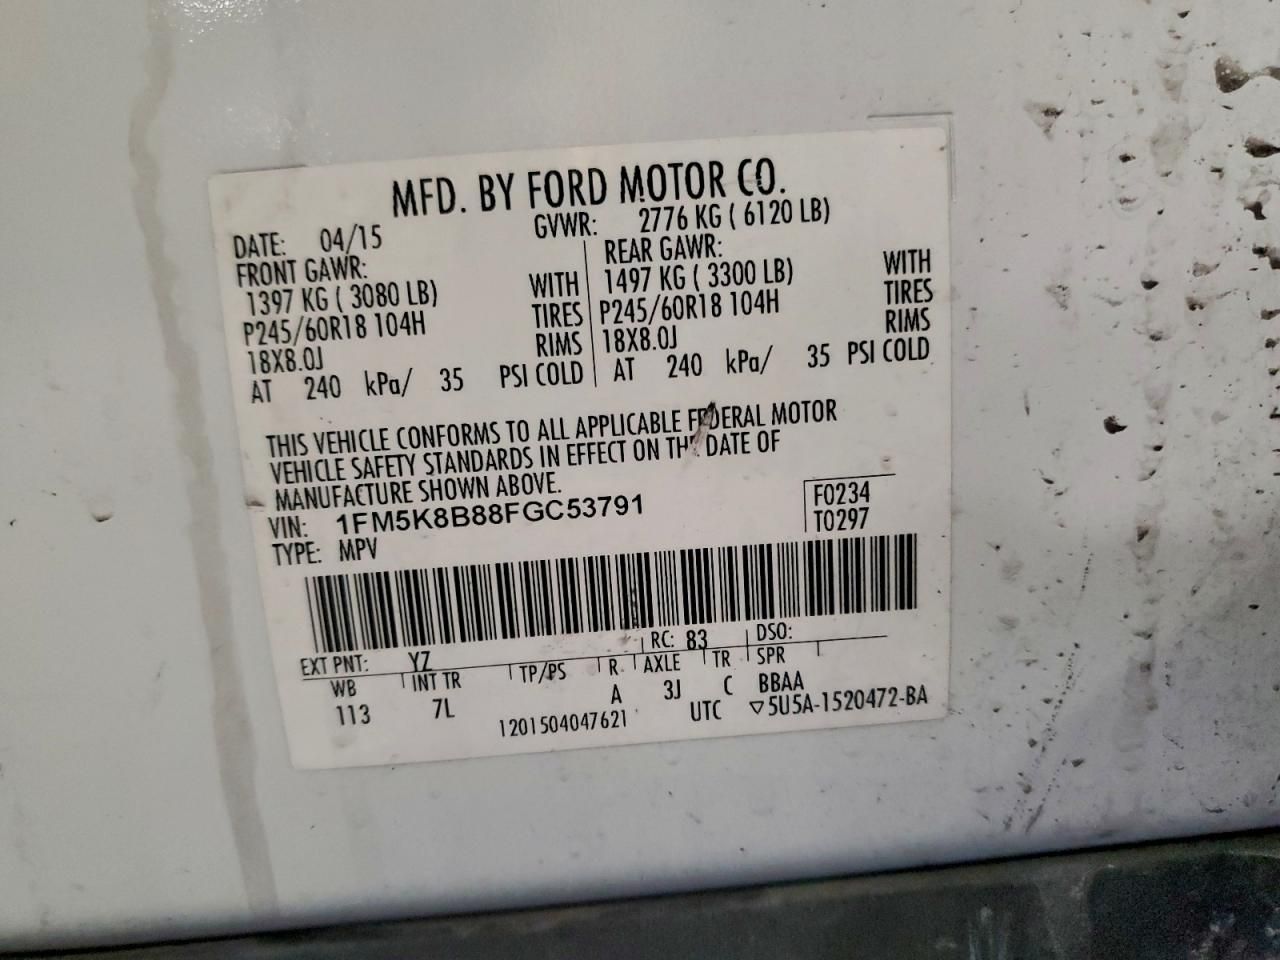 MFD. BY FORD MOTOR CO.
DATE: 04/15 GVWR: 2776 KG ( 6120 LB)
FRONT GAWR: REAR GAWR:
1397 KG ( 3080 LB) WITH 1497 KG ( 3300 LB) WITH
P245/60R18 104H TIRES P245/60R18 104H TIRES
18X8.0J RIMS 18X8.0J RIMS
AT 240 kPa/ 35 PSI COLD AT 240 kPa/ 35 PSI COLD
THIS VEHICLE CONFORMS TO ALL APPLICABLE FEDERAL MOTOR
VEHICLE SAFETY STANDARDS IN EFFECT ON THE DATE OF
MANUFACTURE SHOWN ABOVE.
VIN: 1FM5K8B88FGC53791 F0234
TYPE: MPV T0297
EXT PNT: YZ RC: 83 DSO:
WB INT TR TP/PS R AXLE TR SPR
113 7L A 3J C BBAA
1201504047621 UTC ▽5U5A-1520472-BA